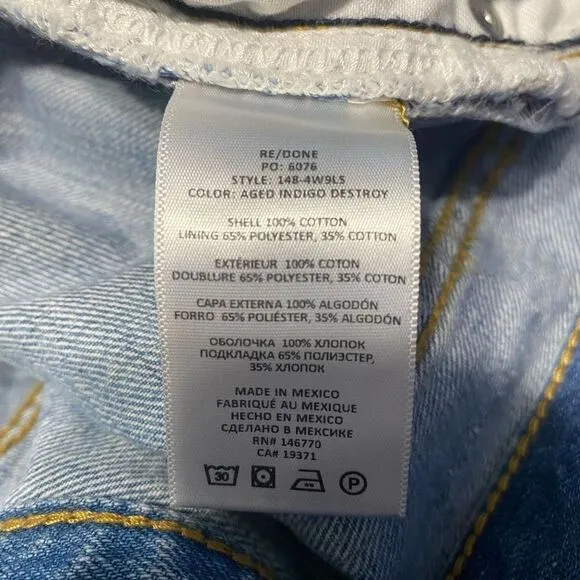 RE/DONE
PO: 6076
STYLE: 148-4W9LS
COLOR: AGED INDIGO DESTROY
SHELL 100% COTTON
LINING 65% POLYESTER, 35% COTTON
EXTÉRIEUR 100% COTON
DOUBLURE 65% POLYESTER, 35% COTON
CAPA EXTERNA 100% ALGODÓN
FORRO 65% POLIÉSTER, 35% ALGODÓN
ОБОЛОЧКА 100% ХЛОПОК
ПОДКЛАДКА 65% ПОЛИЭСТЕР,
35% ХЛОПОК
MADE IN MEXICO
FABRIQUÉ AU MEXIQUE
HECHO EN MEXICO
СДЕЛАНО В МЕКСИКЕ
RN# 146770
CA# 19371
30 P